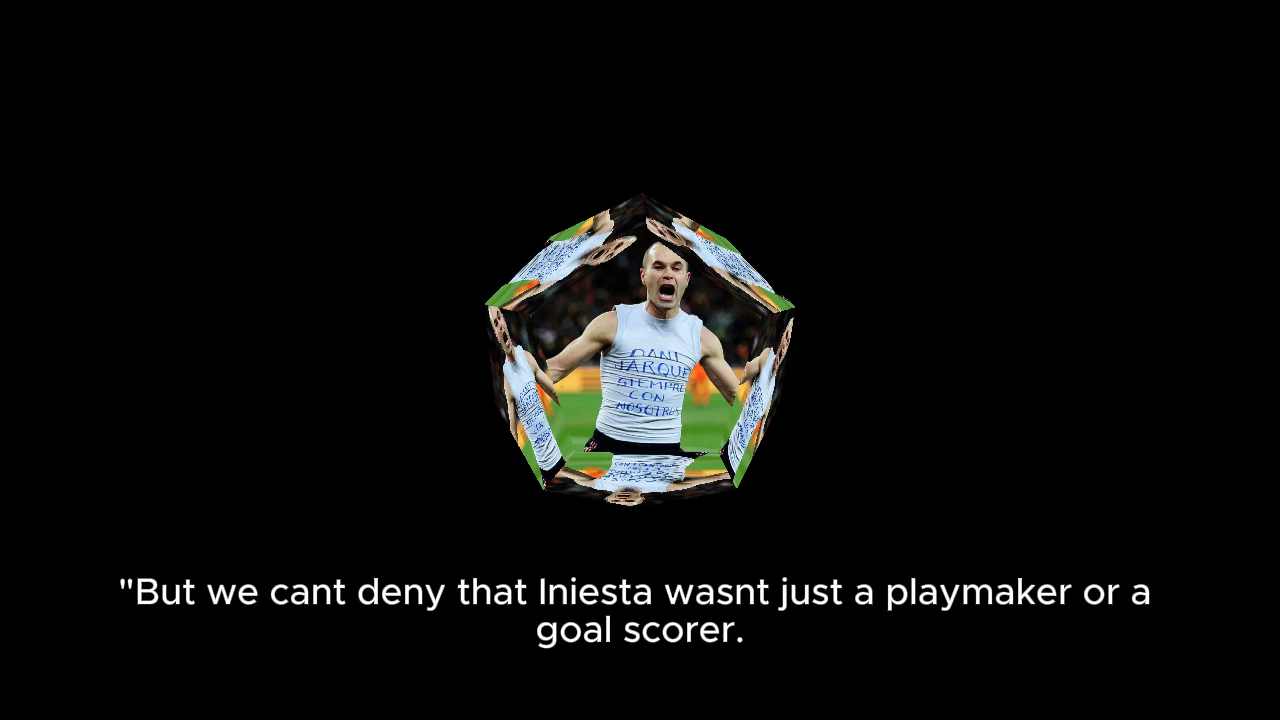 DANI
JARQUE
SIEMPRE
CON
NOSOTROS
"But we cant deny that Iniesta wasnt just a playmaker or a
goal scorer.